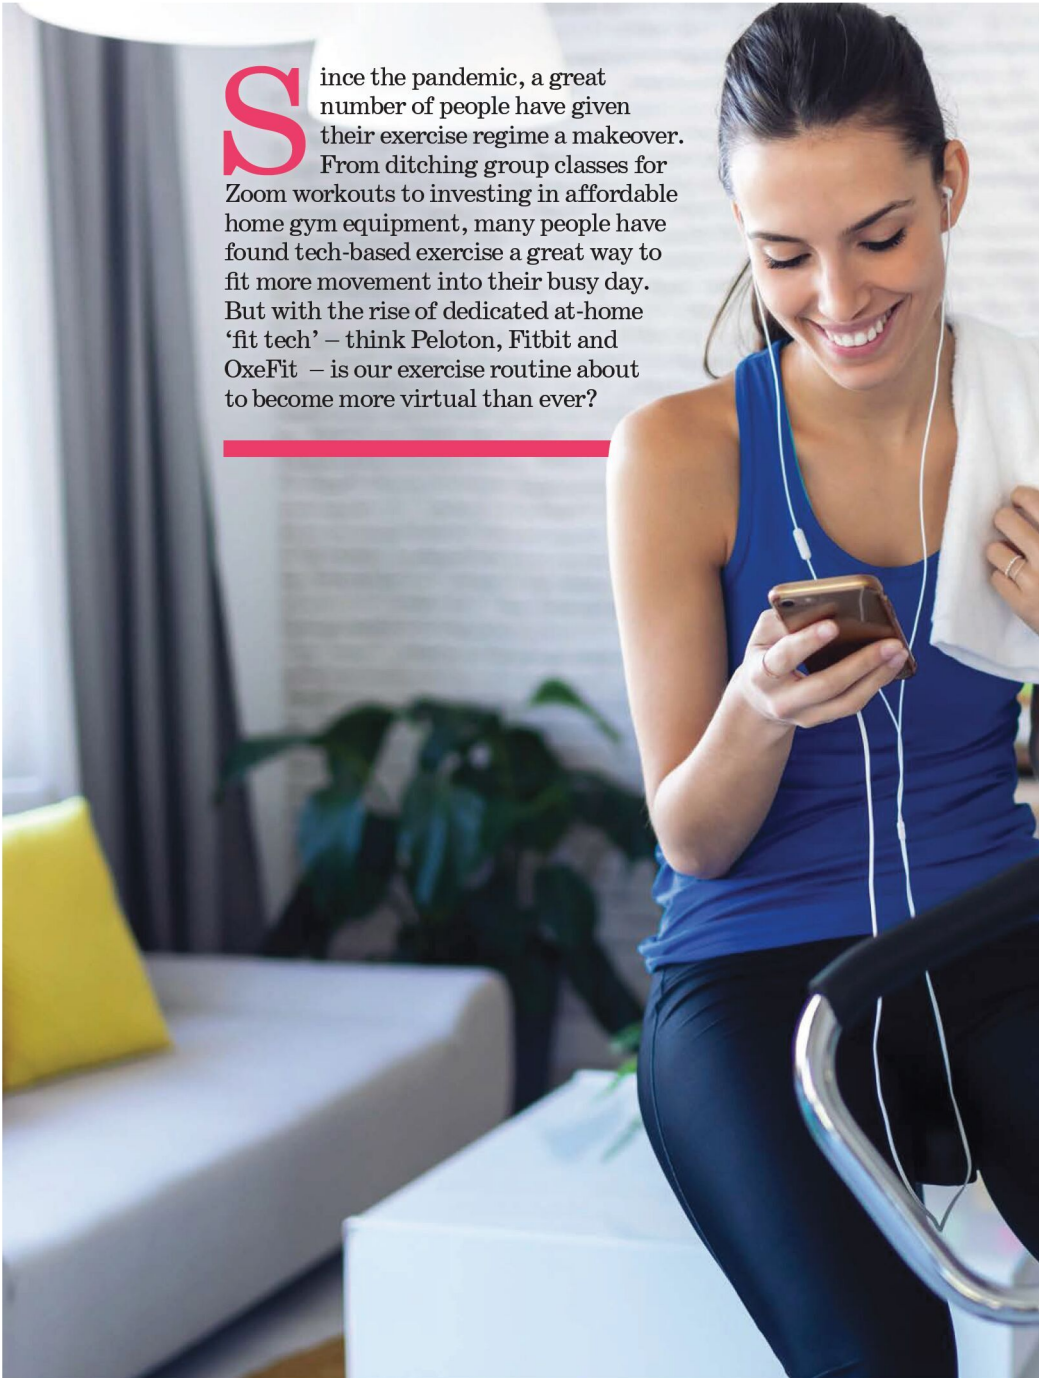 Since the pandemic, a great
number of people have given
their exercise regime a makeover.
From ditching group classes for
Zoom workouts to investing in affordable
home gym equipment, many people have
found tech-based exercise a great way to
fit more movement into their busy day.
But with the rise of dedicated at-home
‘fit tech’ – think Peloton, Fitbit and
OxeFit – is our exercise routine about
to become more virtual than ever?